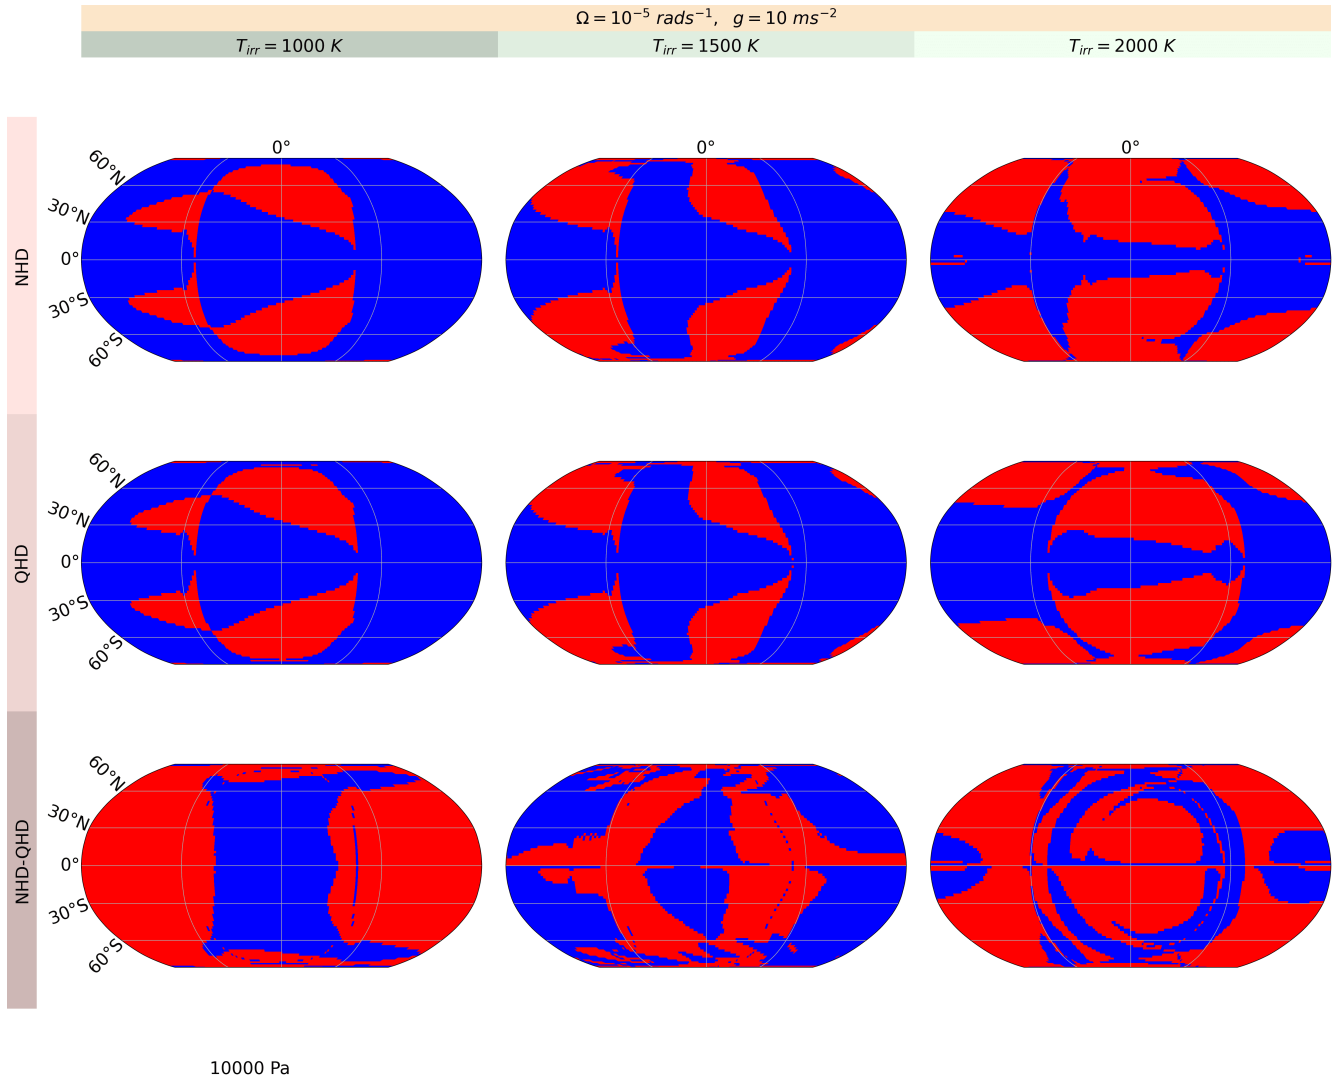 Ω = 10⁻⁵ rads⁻¹, g = 10 ms⁻²
T_irr = 1000 K T_irr = 1500 K T_irr = 2000 K
NHD
0° 0° 0°
60°N
30°N
0°
30°S
60°S
QHD
60°N
30°N
0°
30°S
60°S
NHD-QHD
60°N
30°N
0°
30°S
60°S
10000 Pa